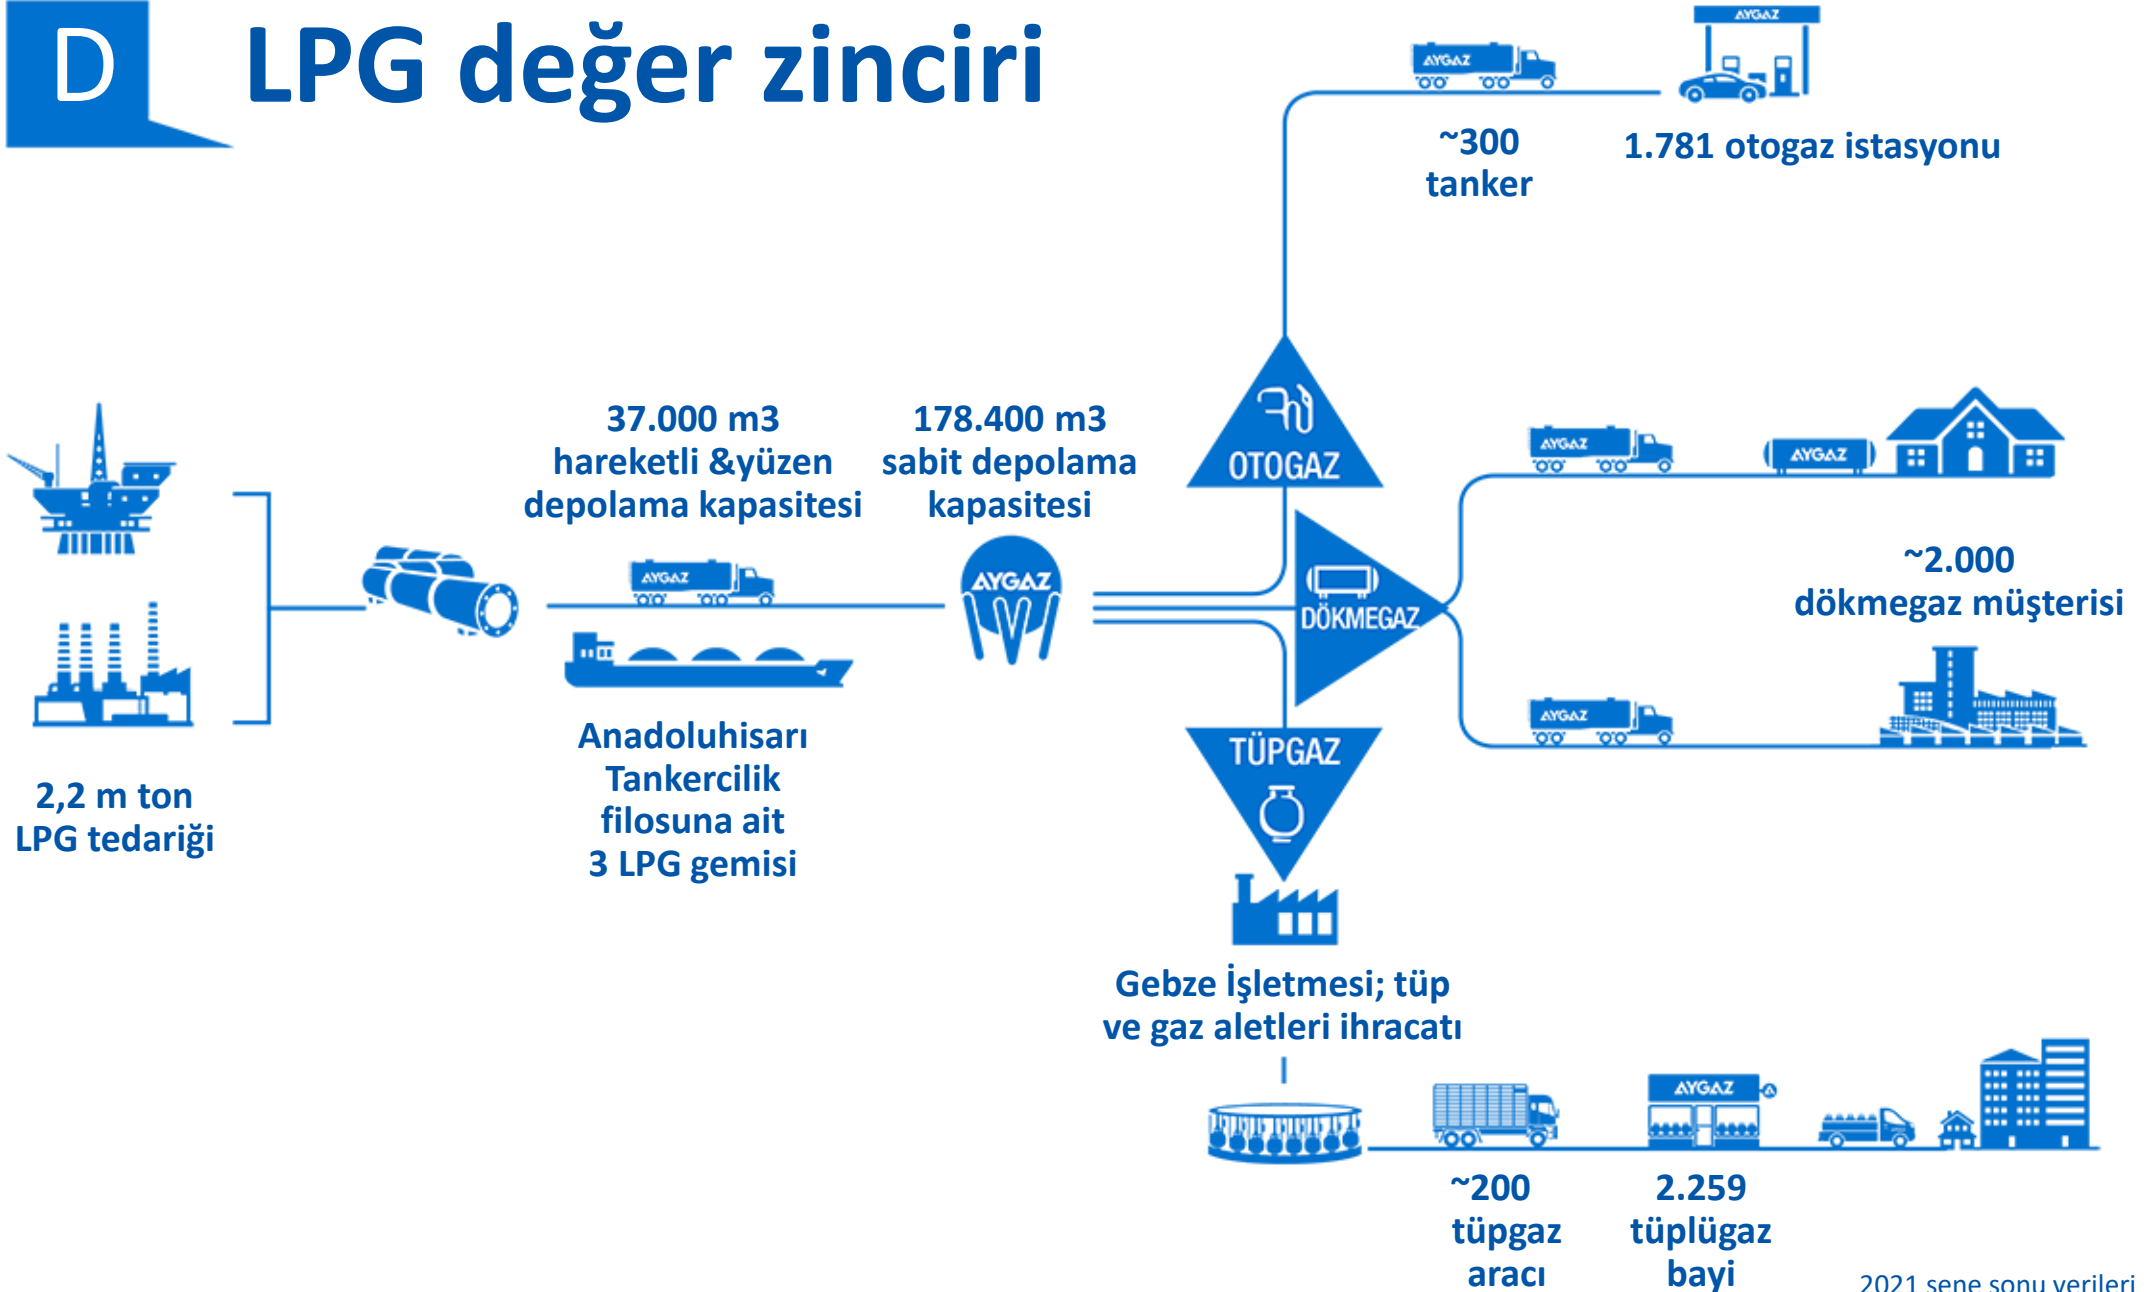 D
LPG değer zinciri
AYGAZ
AYGAZ
~300
tanker
1.781 otogaz istasyonu
37.000 m3
hareketli &yüzen
depolama kapasitesi
178.400 m3
sabit depolama
kapasitesi
OTOGAZ
AYGAZ
AYGAZ
AYGAZ
AYGAZ
~2.000
dökmegaz müşterisi
DÖKMEGAZ
AYGAZ
2,2 m ton
LPG tedariği
Anadoluhisarı
Tankercilik
filosuna ait
3 LPG gemisi
TÜPGAZ
Gebze İşletmesi; tüp
ve gaz aletleri ihracatı
AYGAZ
~200
tüpgaz
aracı
2.259
tüplügaz
bayi
2021 sene sonu verileri